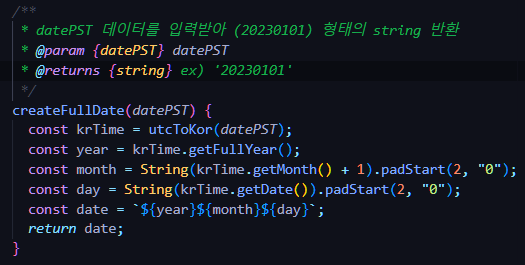 /**
 * datePST 데이터를 입력받아 (20230101) 형태의 string 반환
 * @param {datePST} datePST
 * @returns {string} ex) '20230101'
 */
createFullDate(datePST) {
  const krTime = utcToKor(datePST);
  const year = krTime.getFullYear();
  const month = String(krTime.getMonth() + 1).padStart(2, "0");
  const day = String(krTime.getDate()).padStart(2, "0");
  const date = `${year}${month}${day}`;
  return date;
}